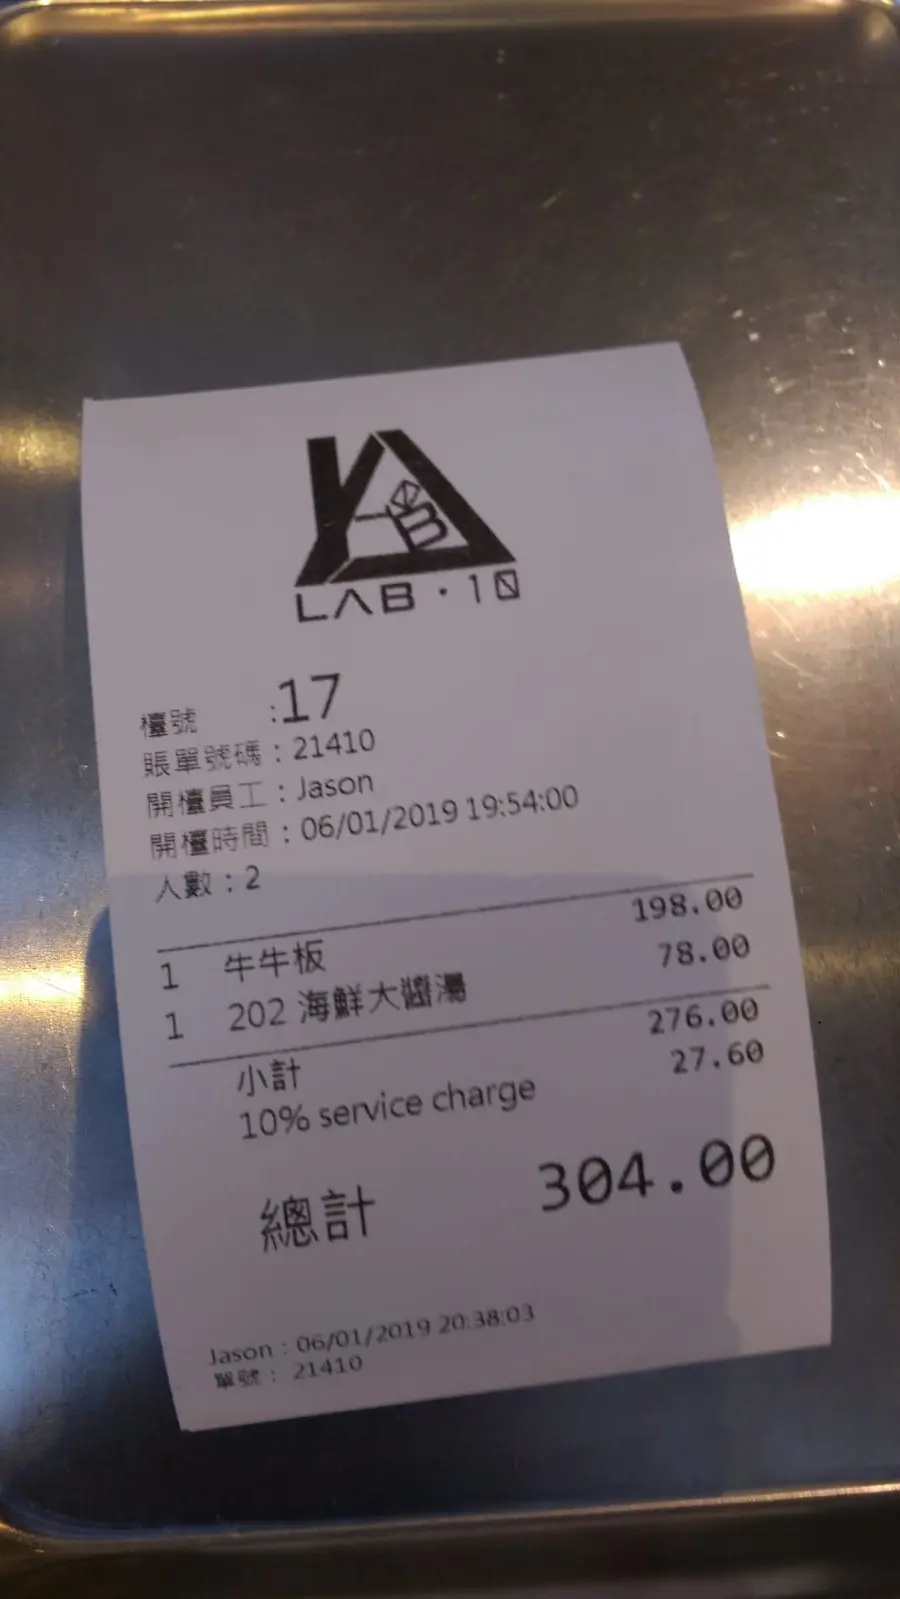 LAB · 10
檯號 :17
賬單號碼 : 21410
開檯員工 : Jason
開檯時間 : 06/01/2019 19:54:00
人數 : 2
1 牛牛板 198.00
1 202 海鮮大醬湯 78.00
小計 276.00
10% service charge 27.60
總計 304.00
Jason : 06/01/2019 20:38:03
單號 : 21410